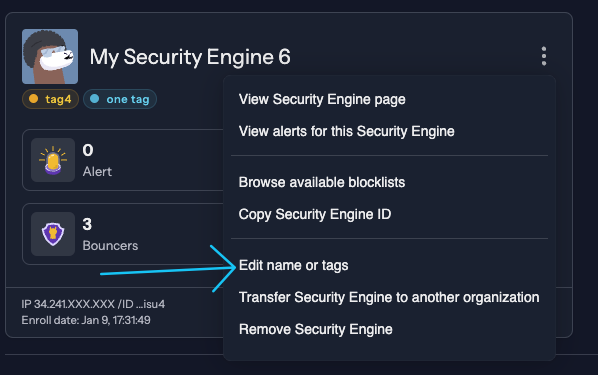 My Security Engine 6
tag4
one tag
0
Alert
3
Bouncers
IP 34.241.XXX.XXX /ID ...isu4
Enroll date: Jan 9, 17:31:49
View Security Engine page
View alerts for this Security Engine
Browse available blocklists
Copy Security Engine ID
Edit name or tags
Transfer Security Engine to another organization
Remove Security Engine